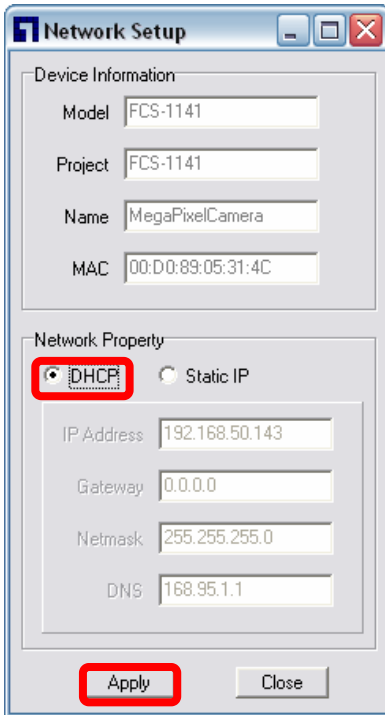 Network Setup
Device Information
Model FCS-1141
Project FCS-1141
Name MegaPixelCamera
MAC 00:D0:89:05:31:4C
Network Property
DHCP Static IP
IP Address 192.168.50.143
Gateway 0.0.0.0
Netmask 255.255.255.0
DNS 168.95.1.1
Apply Close